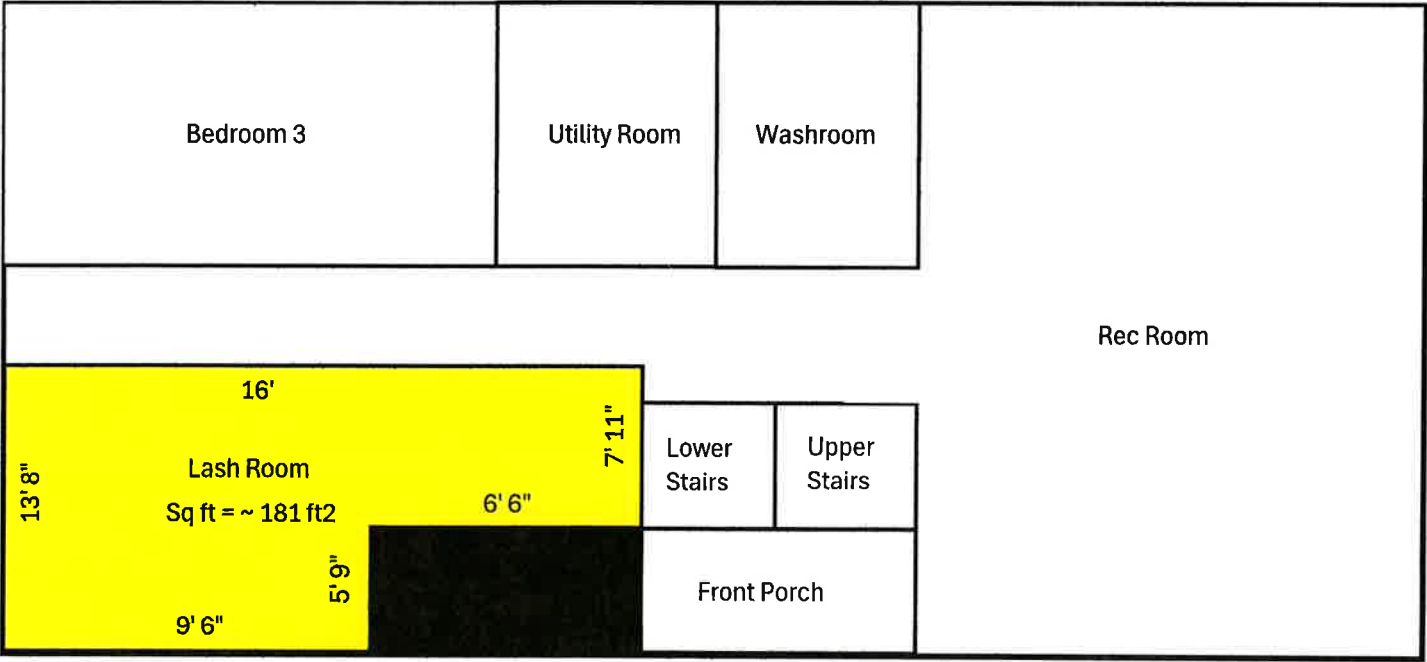 Bedroom 3
Utility Room
Washroom
Rec Room
16'
7' 11"
Lower
Stairs
Upper
Stairs
Lash Room
13' 8"
6' 6"
Sq ft = ~ 181 ft2
5' 9"
Front Porch
9' 6"